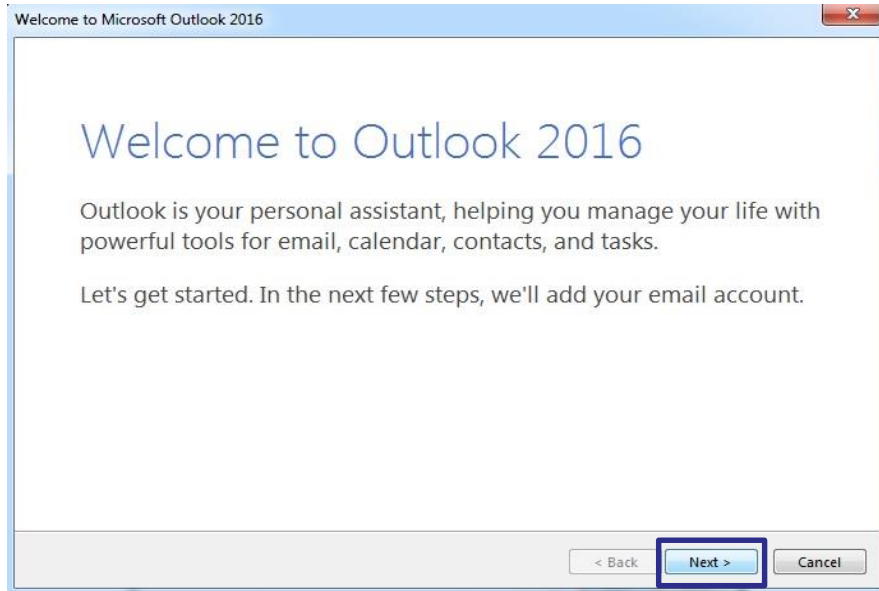 Welcome to Microsoft Outlook 2016
Welcome to Outlook 2016
Outlook is your personal assistant, helping you manage your life with
powerful tools for email, calendar, contacts, and tasks.
Let's get started. In the next few steps, we'll add your email account.
< Back Next > Cancel